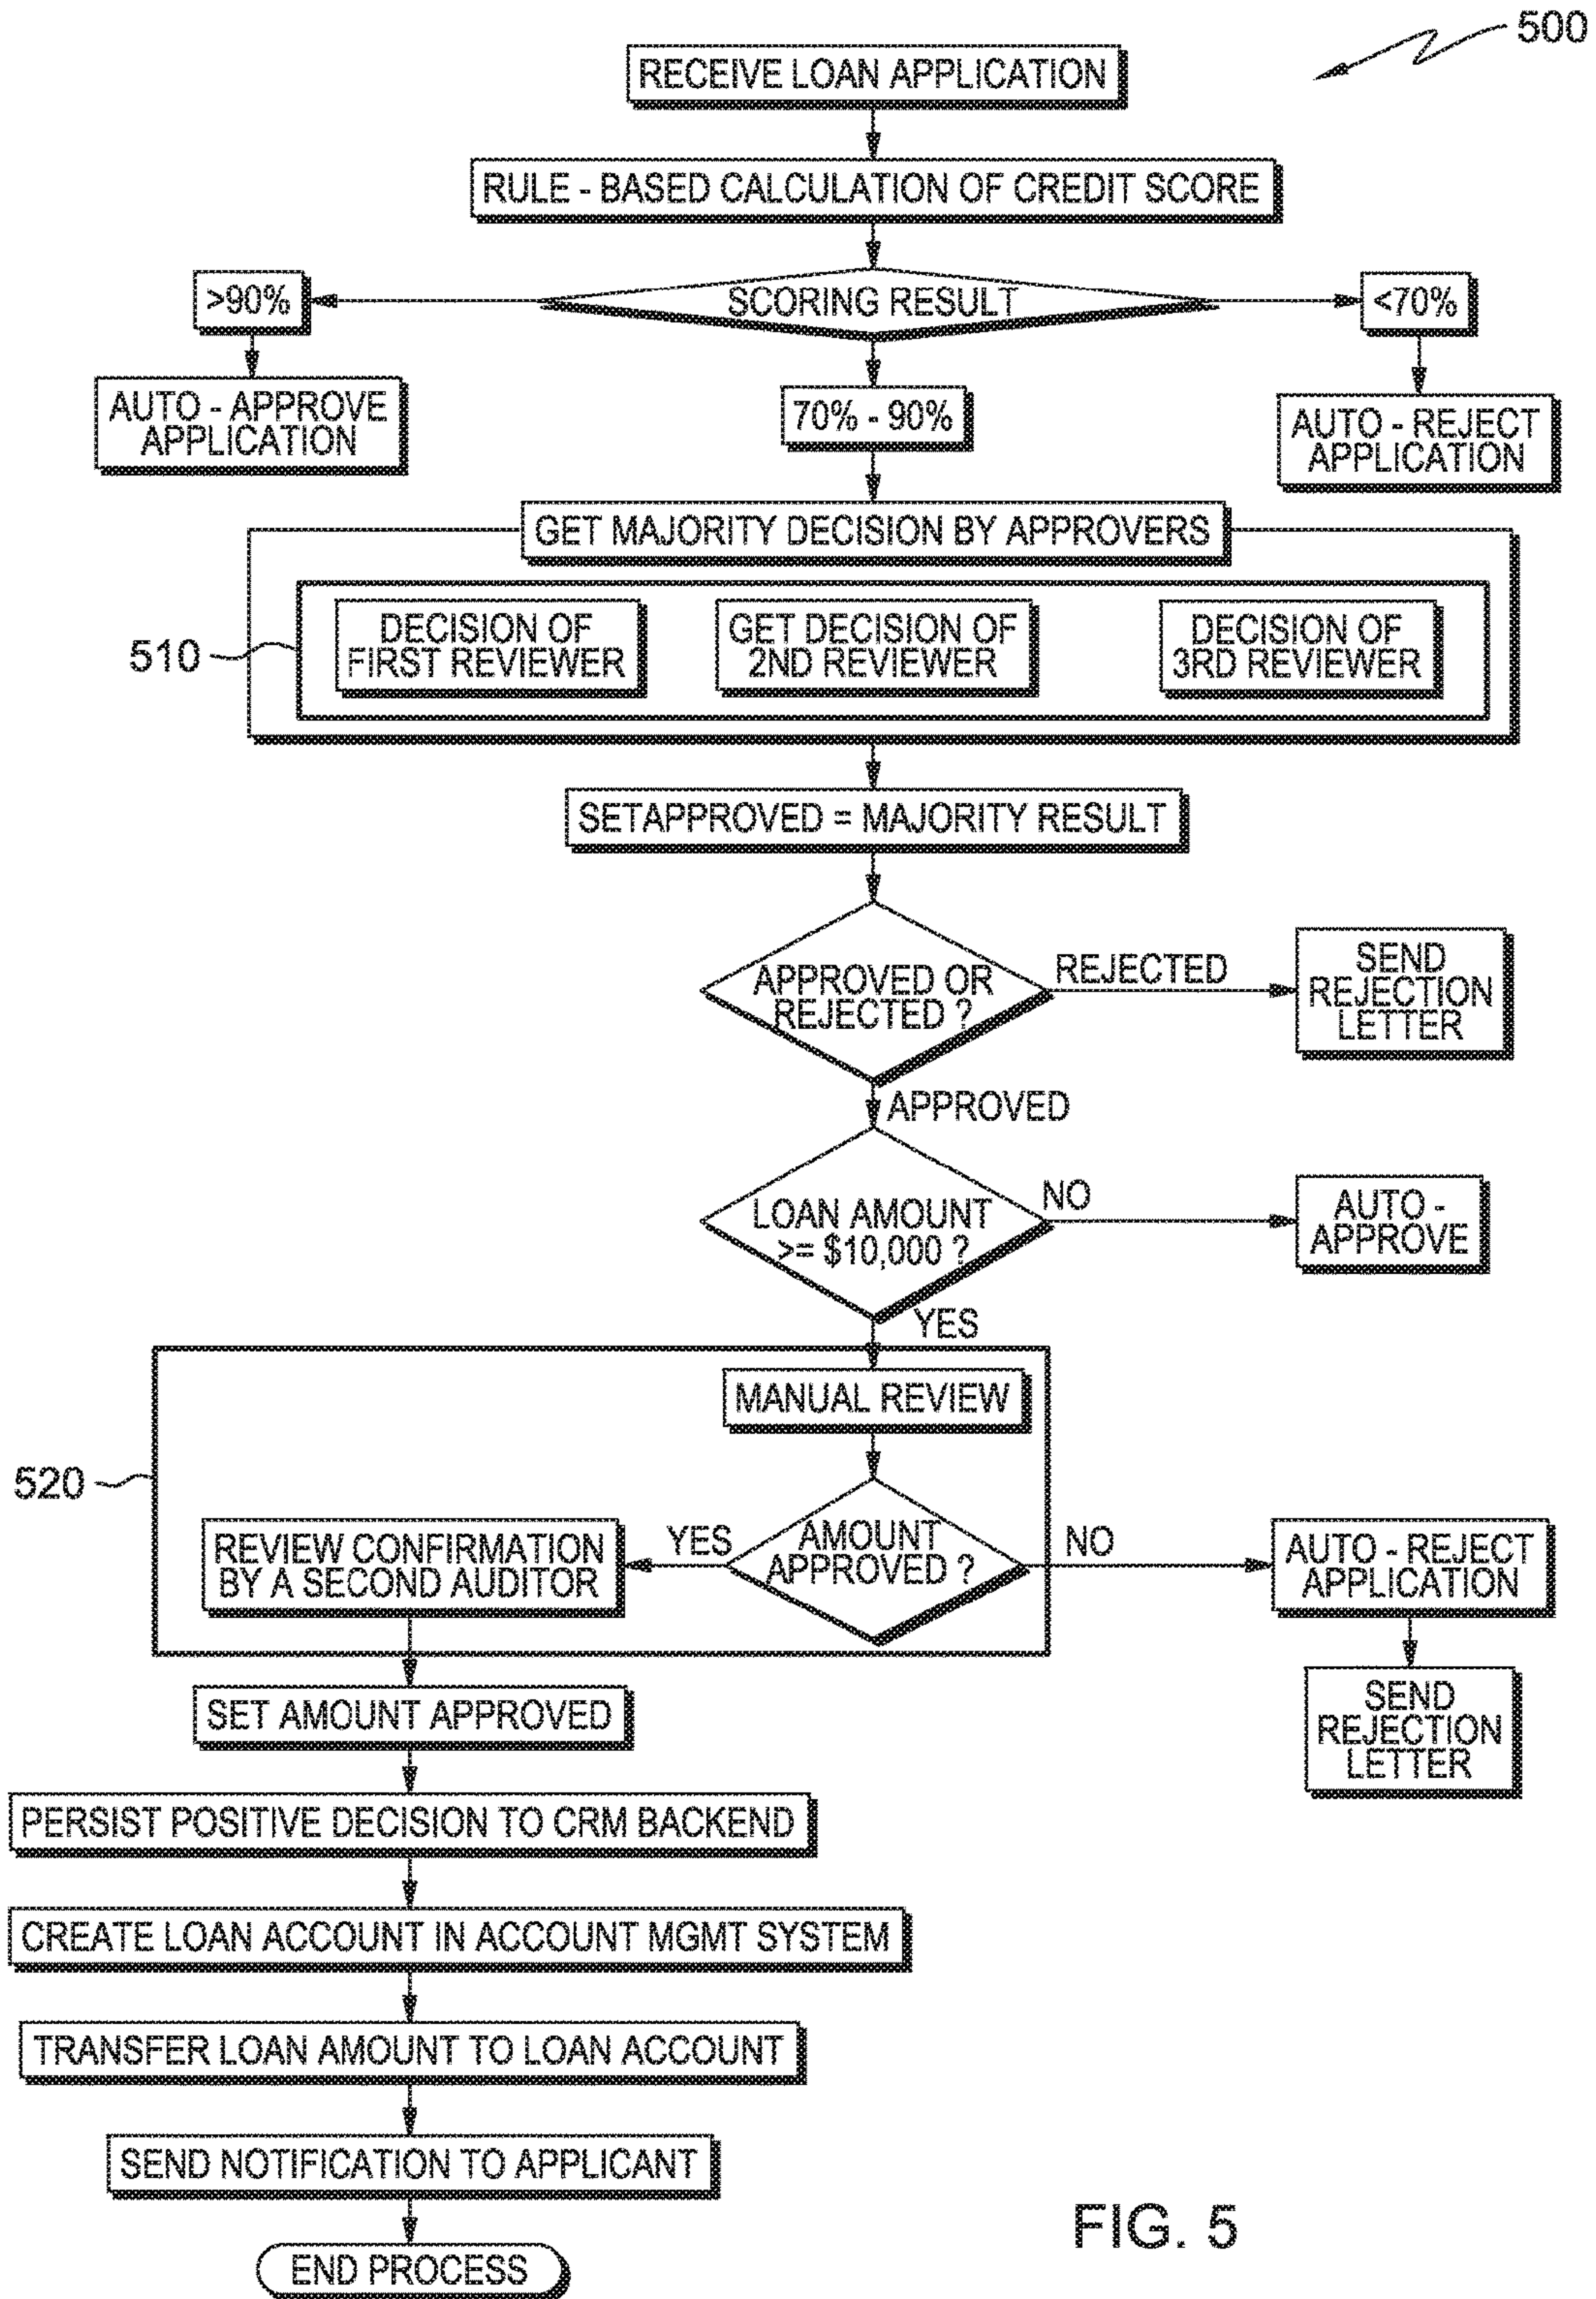 500
RECEIVE LOAN APPLICATION
RULE - BASED CALCULATION OF CREDIT SCORE
>90%
SCORING RESULT
<70%
AUTO - APPROVE
APPLICATION
70% - 90%
AUTO - REJECT
APPLICATION
GET MAJORITY DECISION BY APPROVERS
510
DECISION OF
FIRST REVIEWER
GET DECISION OF
2ND REVIEWER
DECISION OF
3RD REVIEWER
SETAPPROVED = MAJORITY RESULT
APPROVED OR
REJECTED ?
REJECTED
SEND
REJECTION
LETTER
APPROVED
LOAN AMOUNT
>= $10,000 ?
NO
AUTO -
APPROVE
YES
MANUAL REVIEW
520
REVIEW CONFIRMATION
BY A SECOND AUDITOR
YES
AMOUNT
APPROVED ?
NO
AUTO - REJECT
APPLICATION
SEND
REJECTION
LETTER
SET AMOUNT APPROVED
PERSIST POSITIVE DECISION TO CRM BACKEND
CREATE LOAN ACCOUNT IN ACCOUNT MGMT SYSTEM
TRANSFER LOAN AMOUNT TO LOAN ACCOUNT
SEND NOTIFICATION TO APPLICANT
END PROCESS
FIG. 5